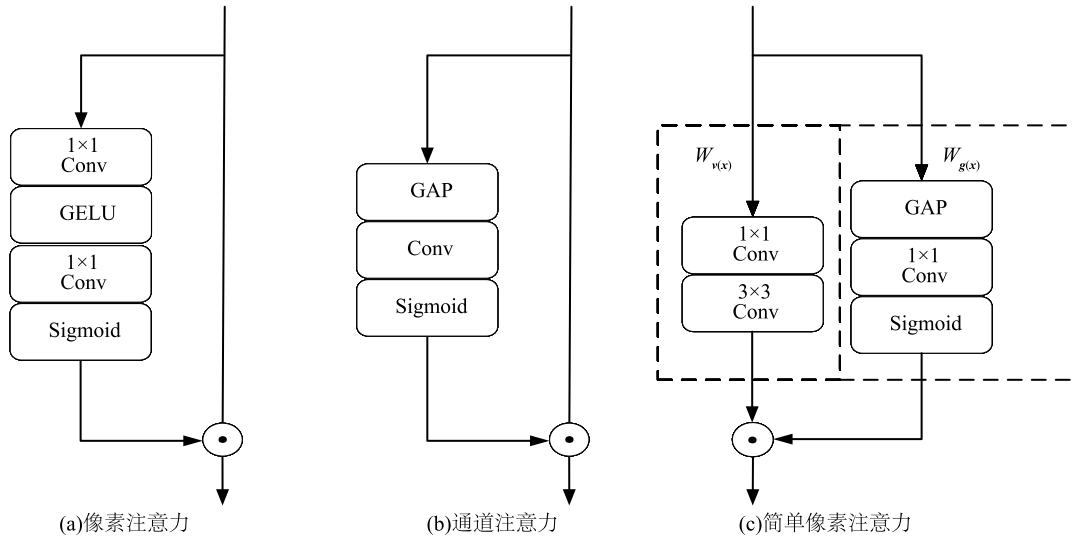 1×1
Conv
GELU
1×1
Conv
Sigmoid
(a)像素注意力
GAP
Conv
Sigmoid
(b)通道注意力
W_v(x)
1×1
Conv
3×3
Conv
W_g(x)
GAP
1×1
Conv
Sigmoid
(c)简单像素注意力